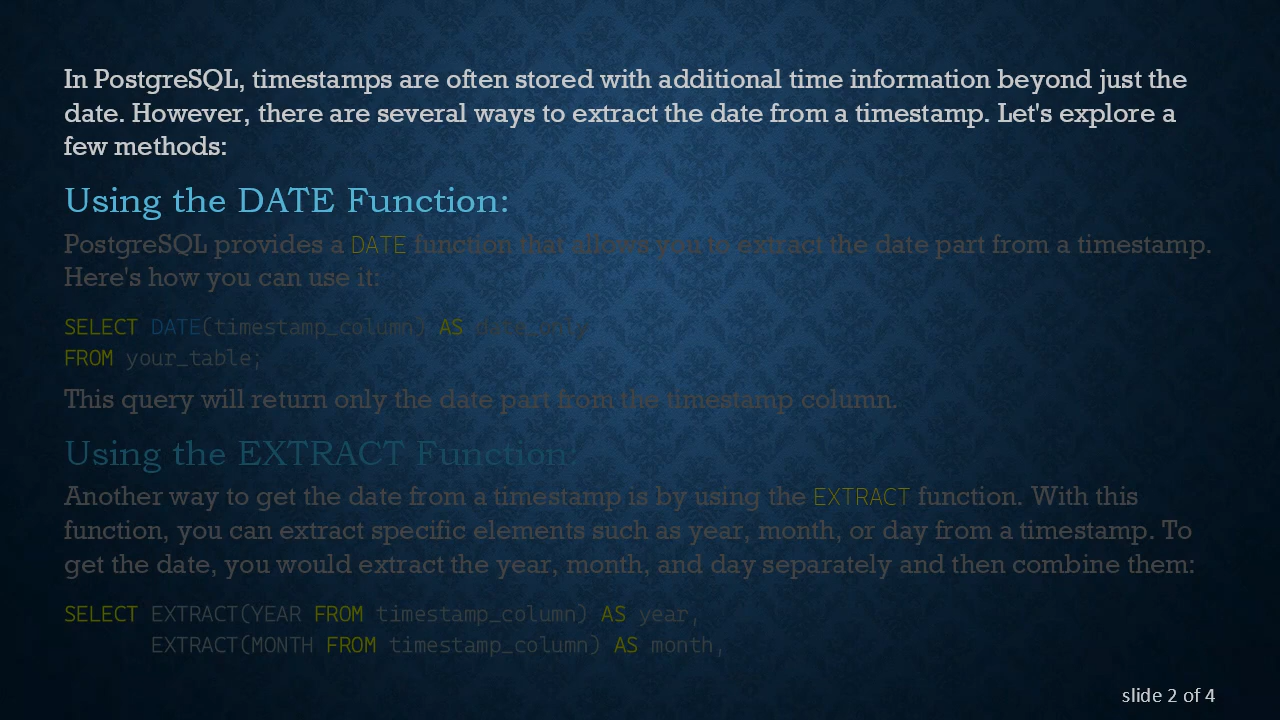 In PostgreSQL, timestamps are often stored with additional time information beyond just the
date. However, there are several ways to extract the date from a timestamp. Let's explore a
few methods:
Using the DATE Function:
PostgreSQL provides a DATE function that allows you to extract the date part from a timestamp.
Here's how you can use it:
SELECT DATE(timestamp_column) AS date_only
FROM your_table;
This query will return only the date part from the timestamp column.
Using the EXTRACT Function:
Another way to get the date from a timestamp is by using the EXTRACT function. With this
function, you can extract specific elements such as year, month, or day from a timestamp. To
get the date, you would extract the year, month, and day separately and then combine them:
SELECT EXTRACT(YEAR FROM timestamp_column) AS year,
EXTRACT(MONTH FROM timestamp_column) AS month,
slide 2 of 4